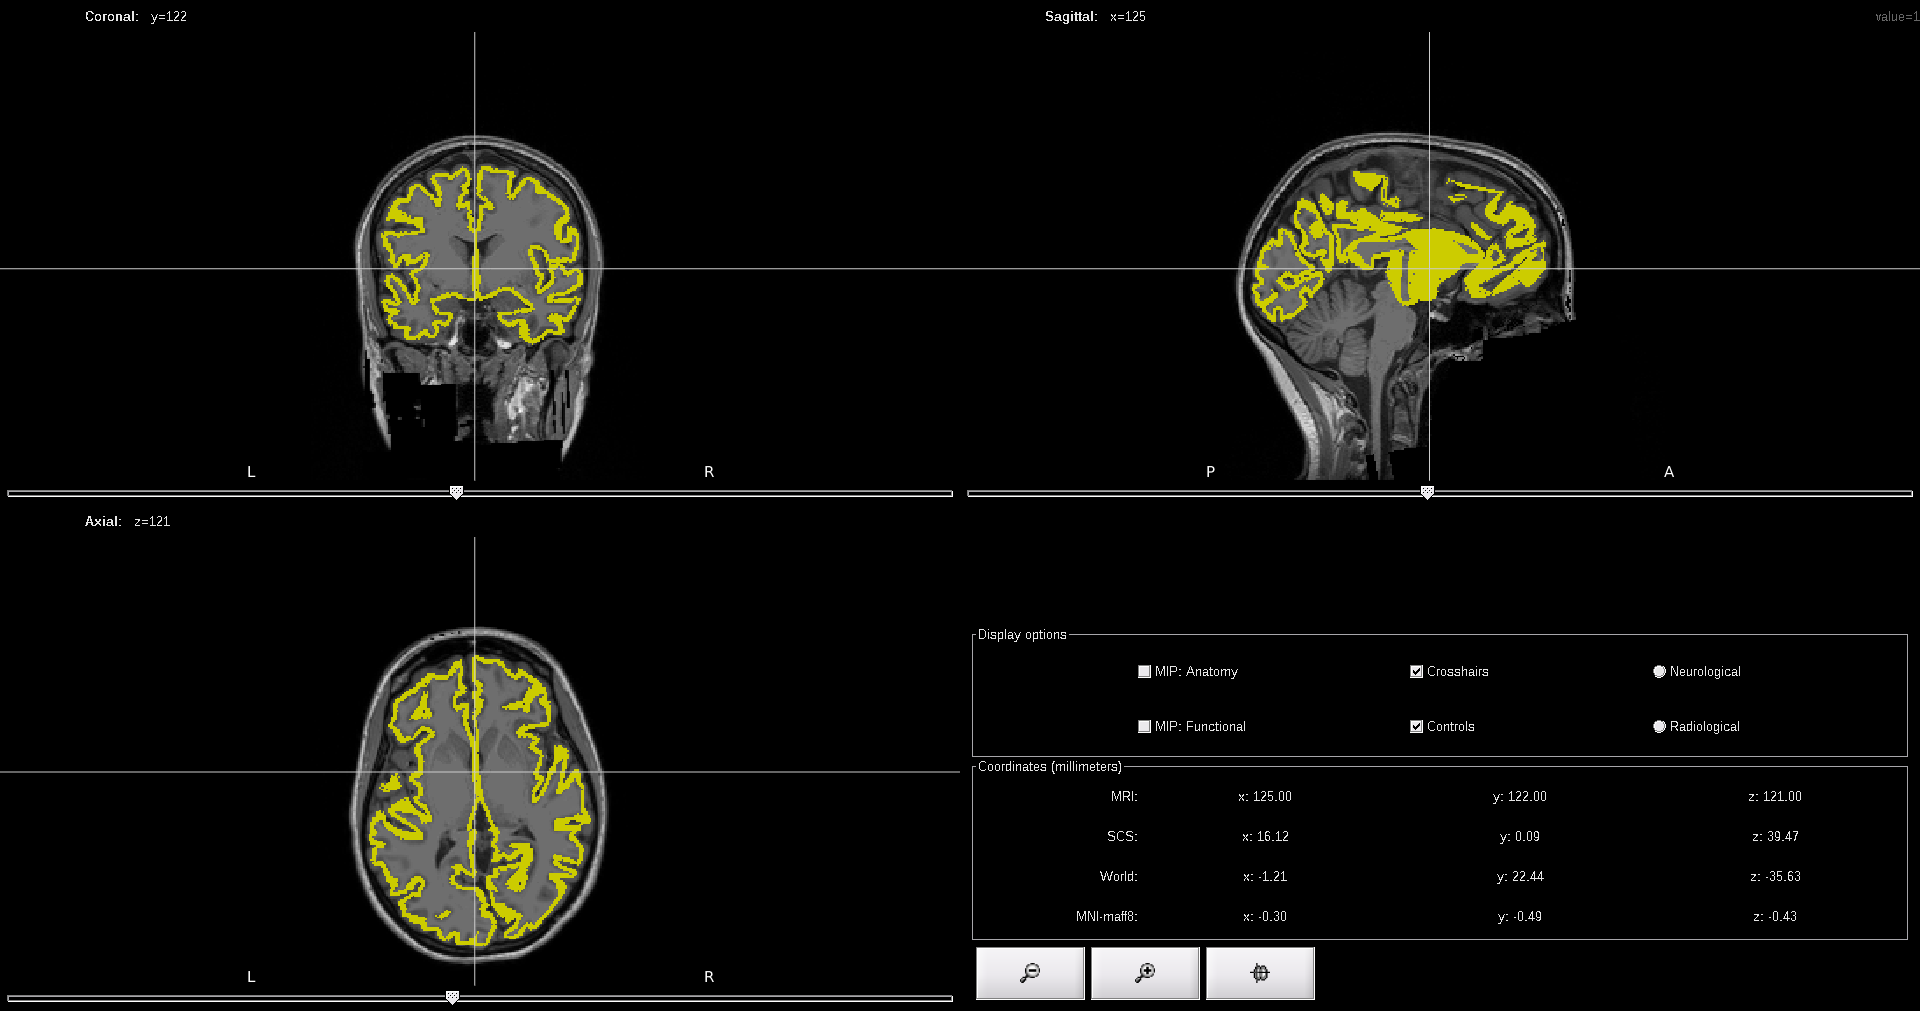 Coronal: y=122
Sagittal: x=125
value=1
L R
P A
Axial: z=121
L R
Display options
MIP: Anatomy Crosshairs Neurological
MIP: Functional Controls Radiological
Coordinates (millimeters)
MRI: x: 125.00 y: 122.00 z: 121.00
SCS: x: 16.12 y: 0.09 z: 39.47
World: x: -1.21 y: 22.44 z: -35.63
MNI-maff8: x: -0.30 y: -0.49 z: -0.43